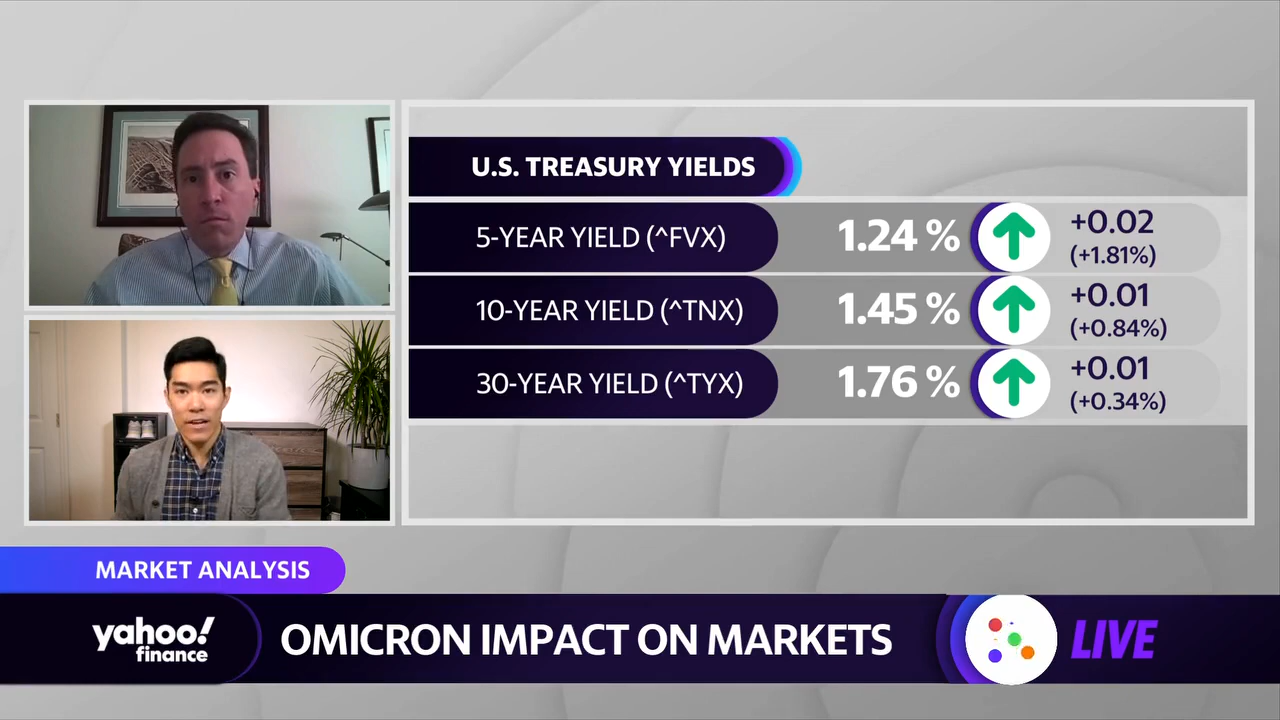 U.S. TREASURY YIELDS
5-YEAR YIELD (^FVX) 1.24 % +0.02 (+1.81%)
10-YEAR YIELD (^TNX) 1.45 % +0.01 (+0.84%)
30-YEAR YIELD (^TYX) 1.76 % +0.01 (+0.34%)
MARKET ANALYSIS
yahoo!
finance
OMICRON IMPACT ON MARKETS
LIVE